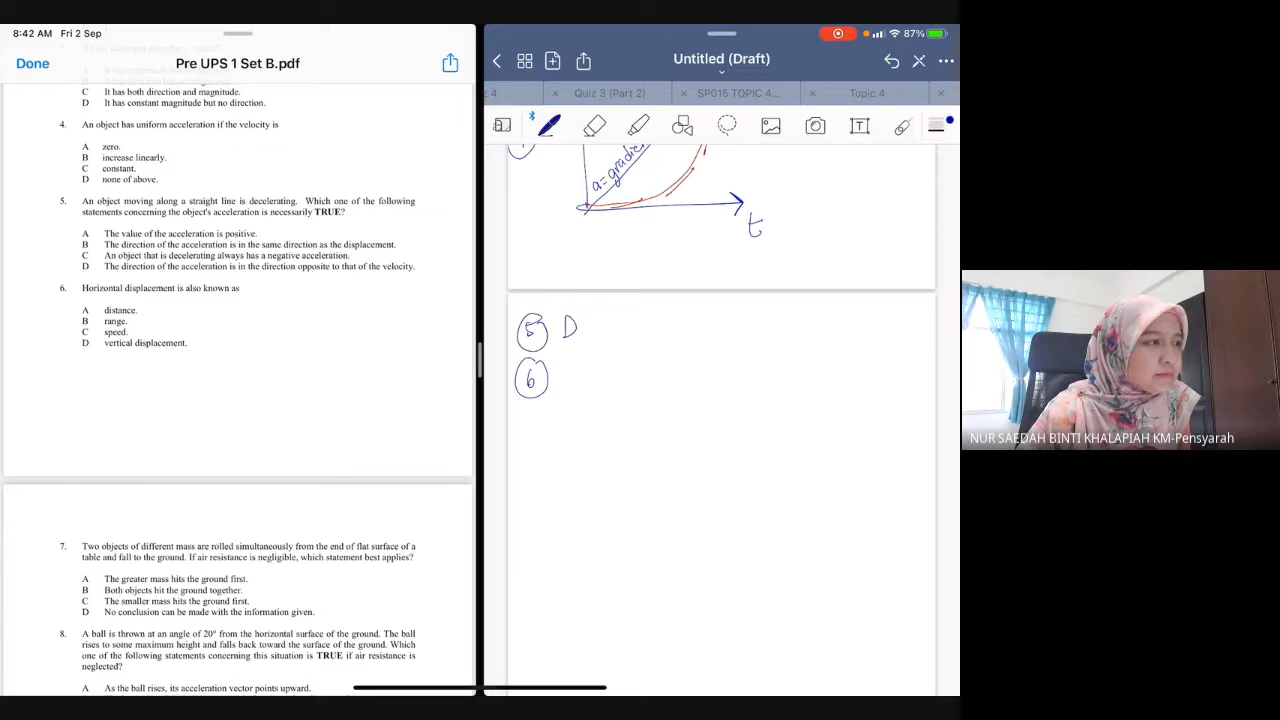 8:42 AM Fri 2 Sep
87%
Done
Pre UPS 1 Set B.pdf
C It has both direction and magnitude.
D It has constant magnitude but no direction.
4. An object has uniform acceleration if the velocity is
A zero.
B increase linearly.
C constant.
D none of above.
5. An object moving along a straight line is decelerating. Which one of the following
statements concerning the object's acceleration is necessarily TRUE?
A The value of the acceleration is positive.
B The direction of the acceleration is in the same direction as the displacement.
C An object that is decelerating always has a negative acceleration.
D The direction of the acceleration is in the direction opposite to that of the velocity.
6. Horizontal displacement is also known as
A distance.
B range.
C speed.
D vertical displacement.
7. Two objects of different mass are rolled simultaneously from the end of flat surface of a
table and fall to the ground. If air resistance is negligible, which statement best applies?
A The greater mass hits the ground first.
B Both objects hit the ground together.
C The smaller mass hits the ground first.
D No conclusion can be made with the information given.
8. A ball is thrown at an angle of 20° from the horizontal surface of the ground. The ball
rises to some maximum height and falls back toward the surface of the ground. Which
one of the following statements concerning this situation is TRUE if air resistance is
neglected?
A As the ball rises, its acceleration vector points upward.
Untitled (Draft)
4
Quiz 3 (Part 2)
SP015 TOPIC 4...
Topic 4
a = gradie
t
5 D
6
NUR SAEDAH BINTI KHALAPIAH KM-Pensyarah